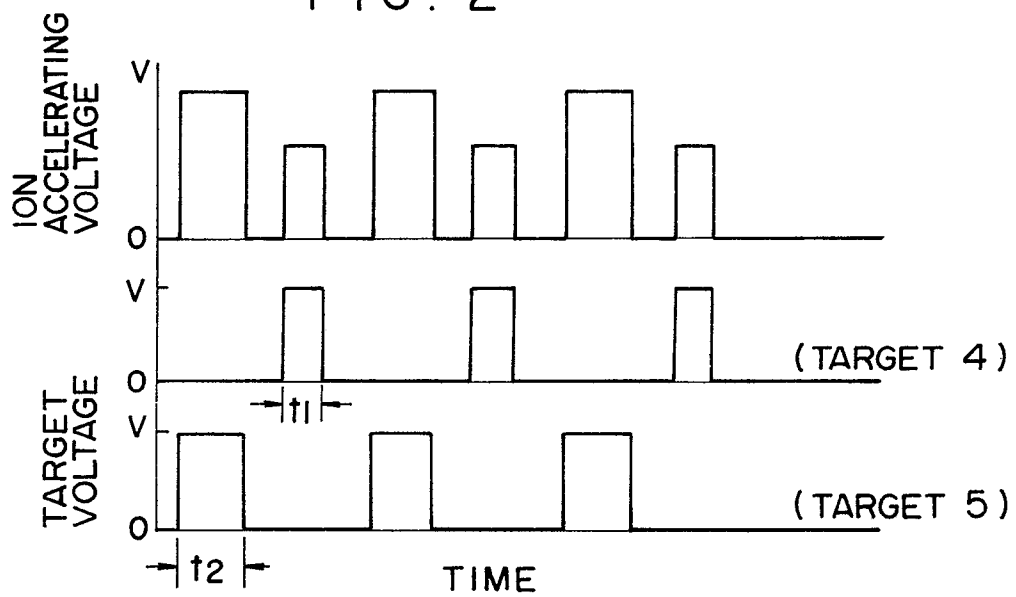 FIG. 2
ION
ACCELERATING
VOLTAGE
V
0
V
0
(TARGET 4)
t1
TARGET
VOLTAGE
V
0
(TARGET 5)
t2
TIME